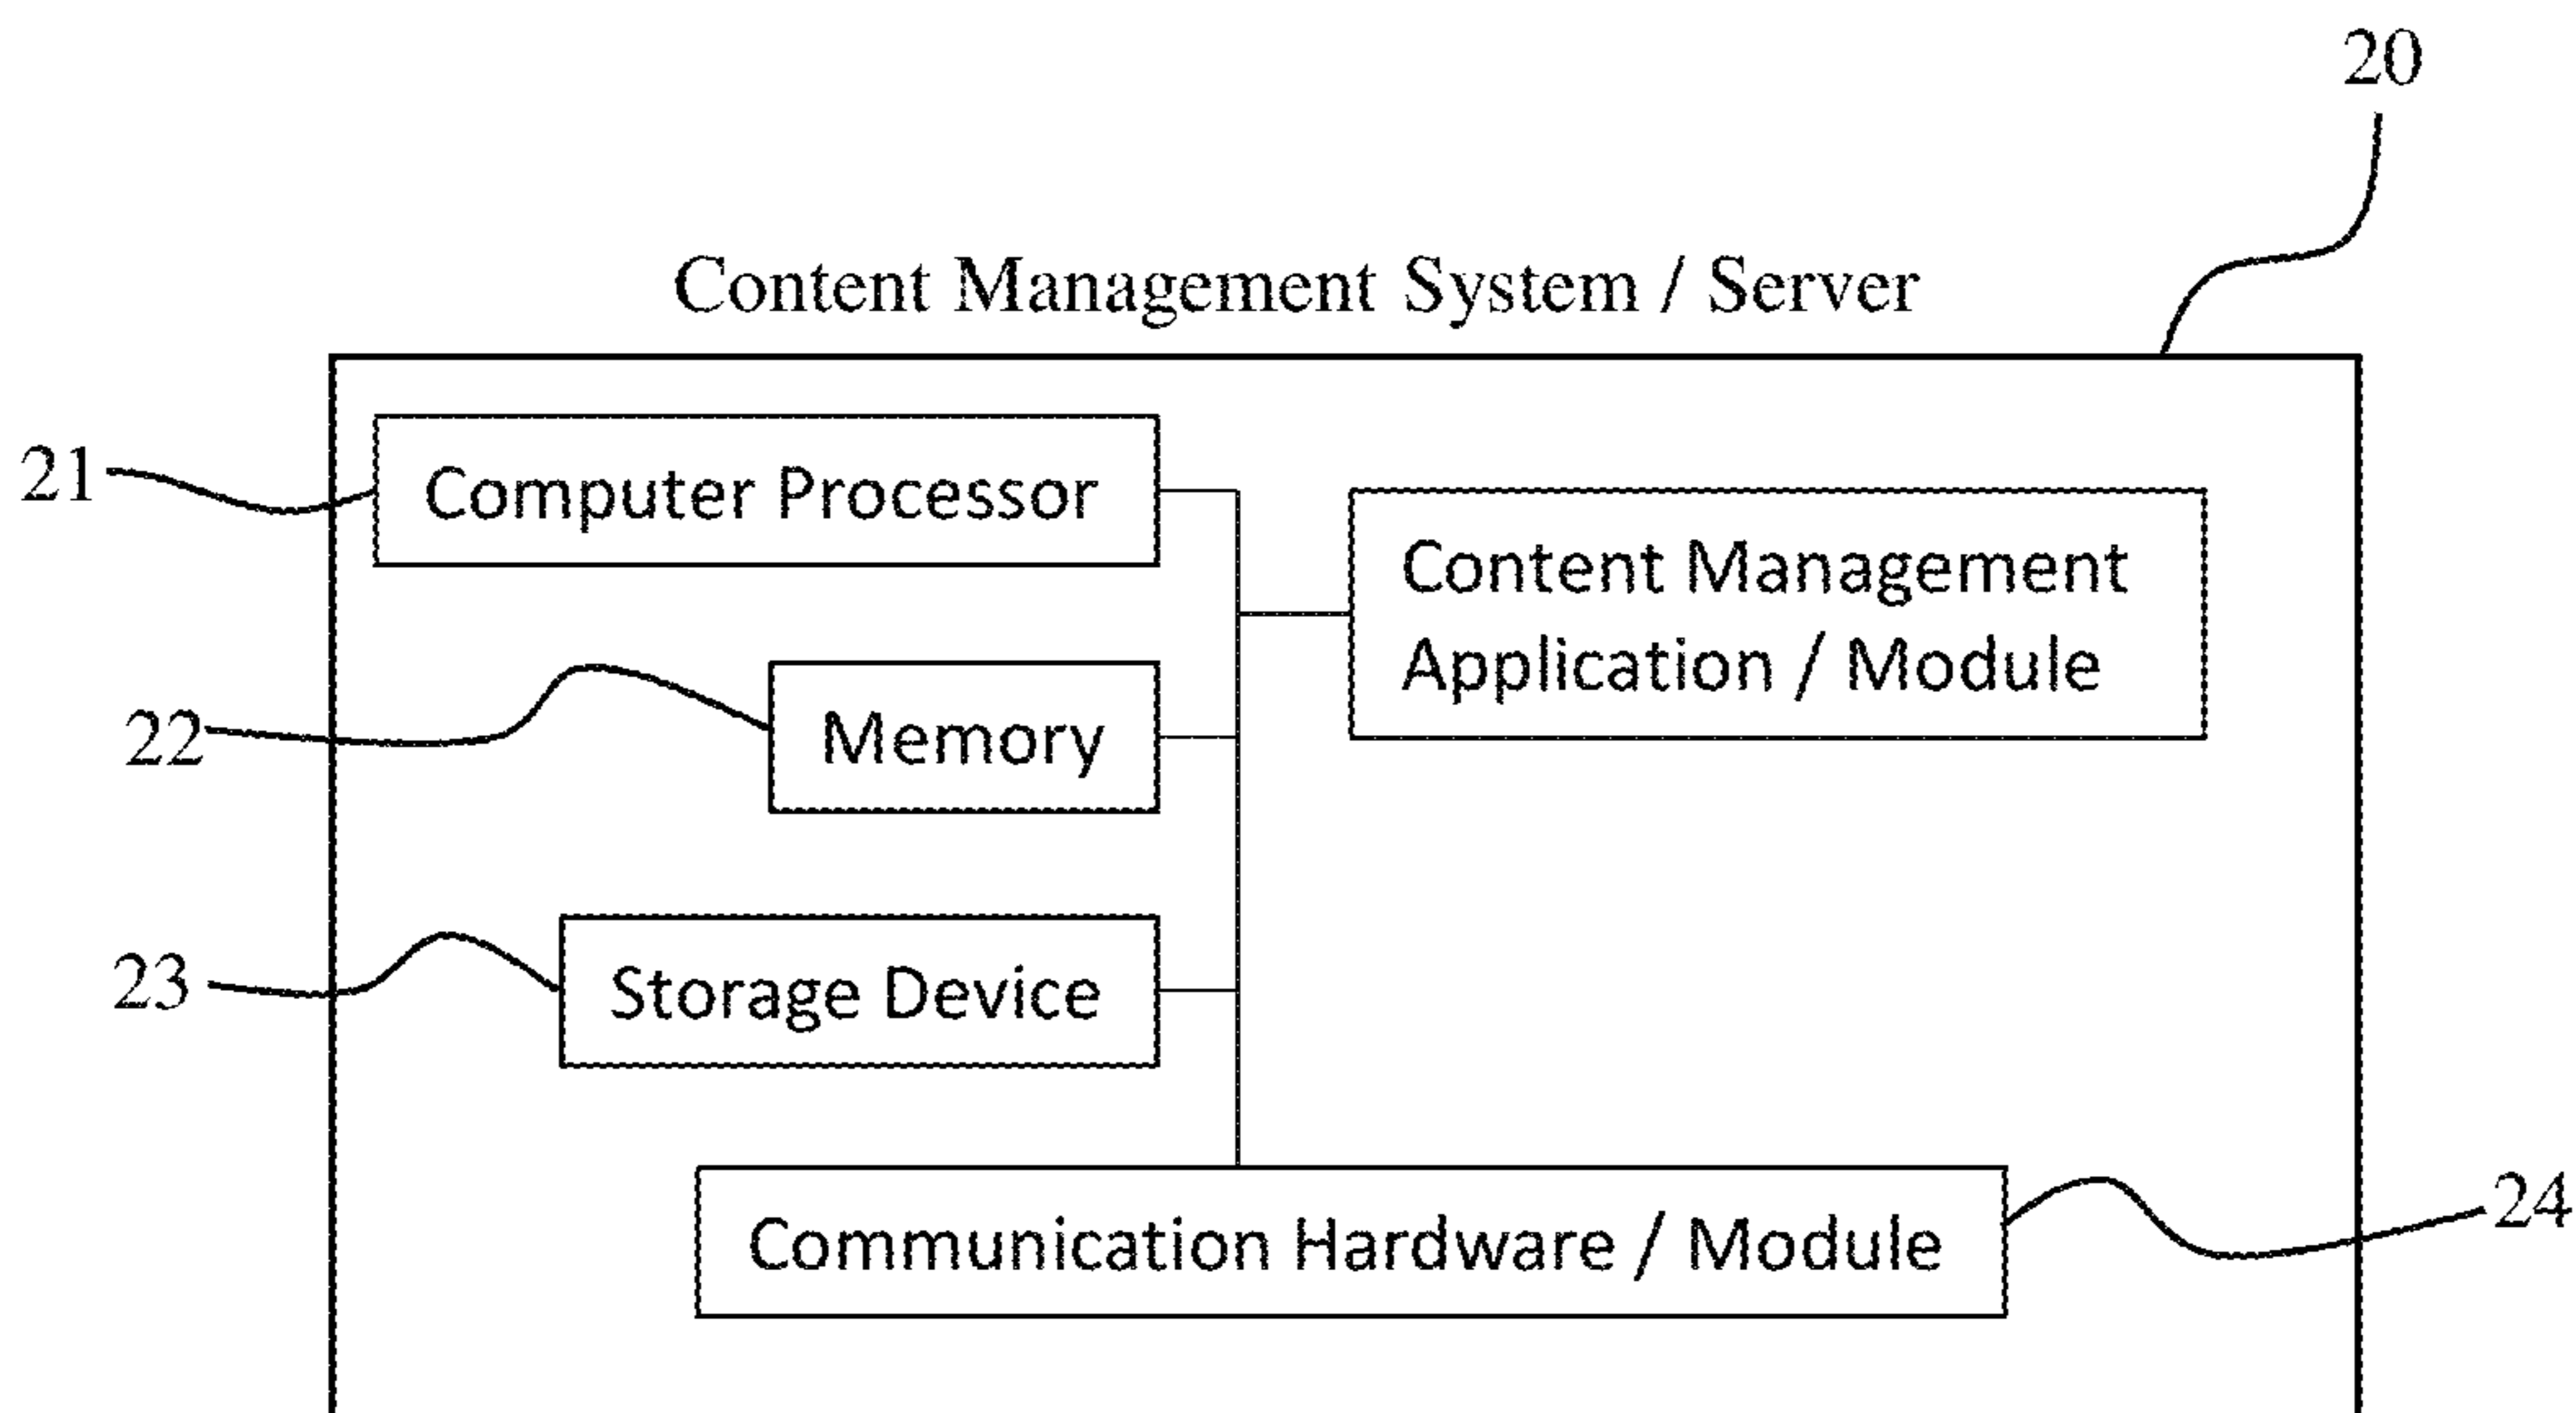 20
Content Management System / Server
21
Computer Processor
Content Management
Application / Module
22
Memory
23
Storage Device
24
Communication Hardware / Module